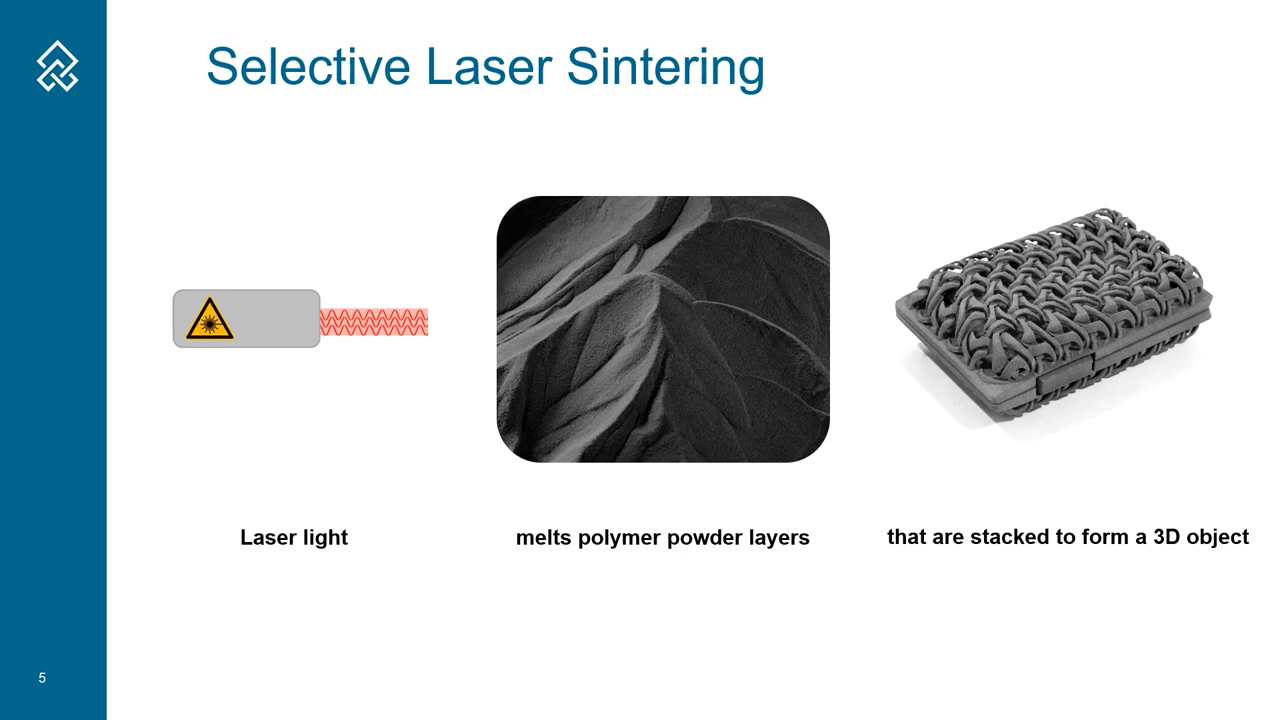 Selective Laser Sintering
Laser light
melts polymer powder layers
that are stacked to form a 3D object
5